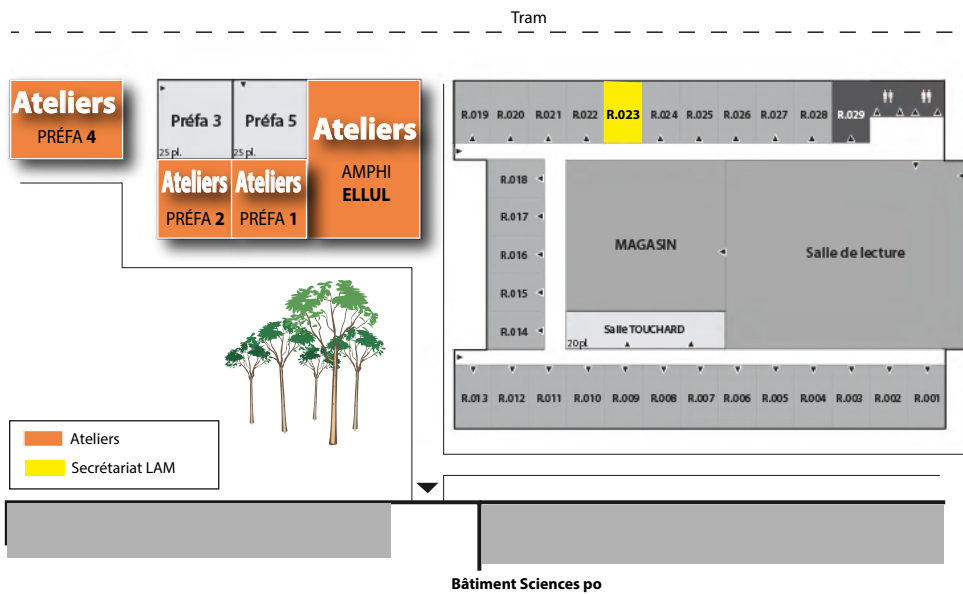 Tram
Ateliers
PRÉFA 4
Préfa 3
25 pl.
Préfa 5
25 pl.
Ateliers
AMPHI
ELLUL
Ateliers
PRÉFA 2
Ateliers
PRÉFA 1
R.019 R.020 R.021 R.022 R.023 R.024 R.025 R.026 R.027 R.028 R.029
R.018
R.017
R.016
R.015
R.014
MAGASIN
Salle de lecture
Salle TOUCHARD
20 pl.
R.013 R.012 R.011 R.010 R.009 R.008 R.007 R.006 R.005 R.004 R.003 R.002 R.001
Ateliers
Secrétariat LAM
Bâtiment Sciences po